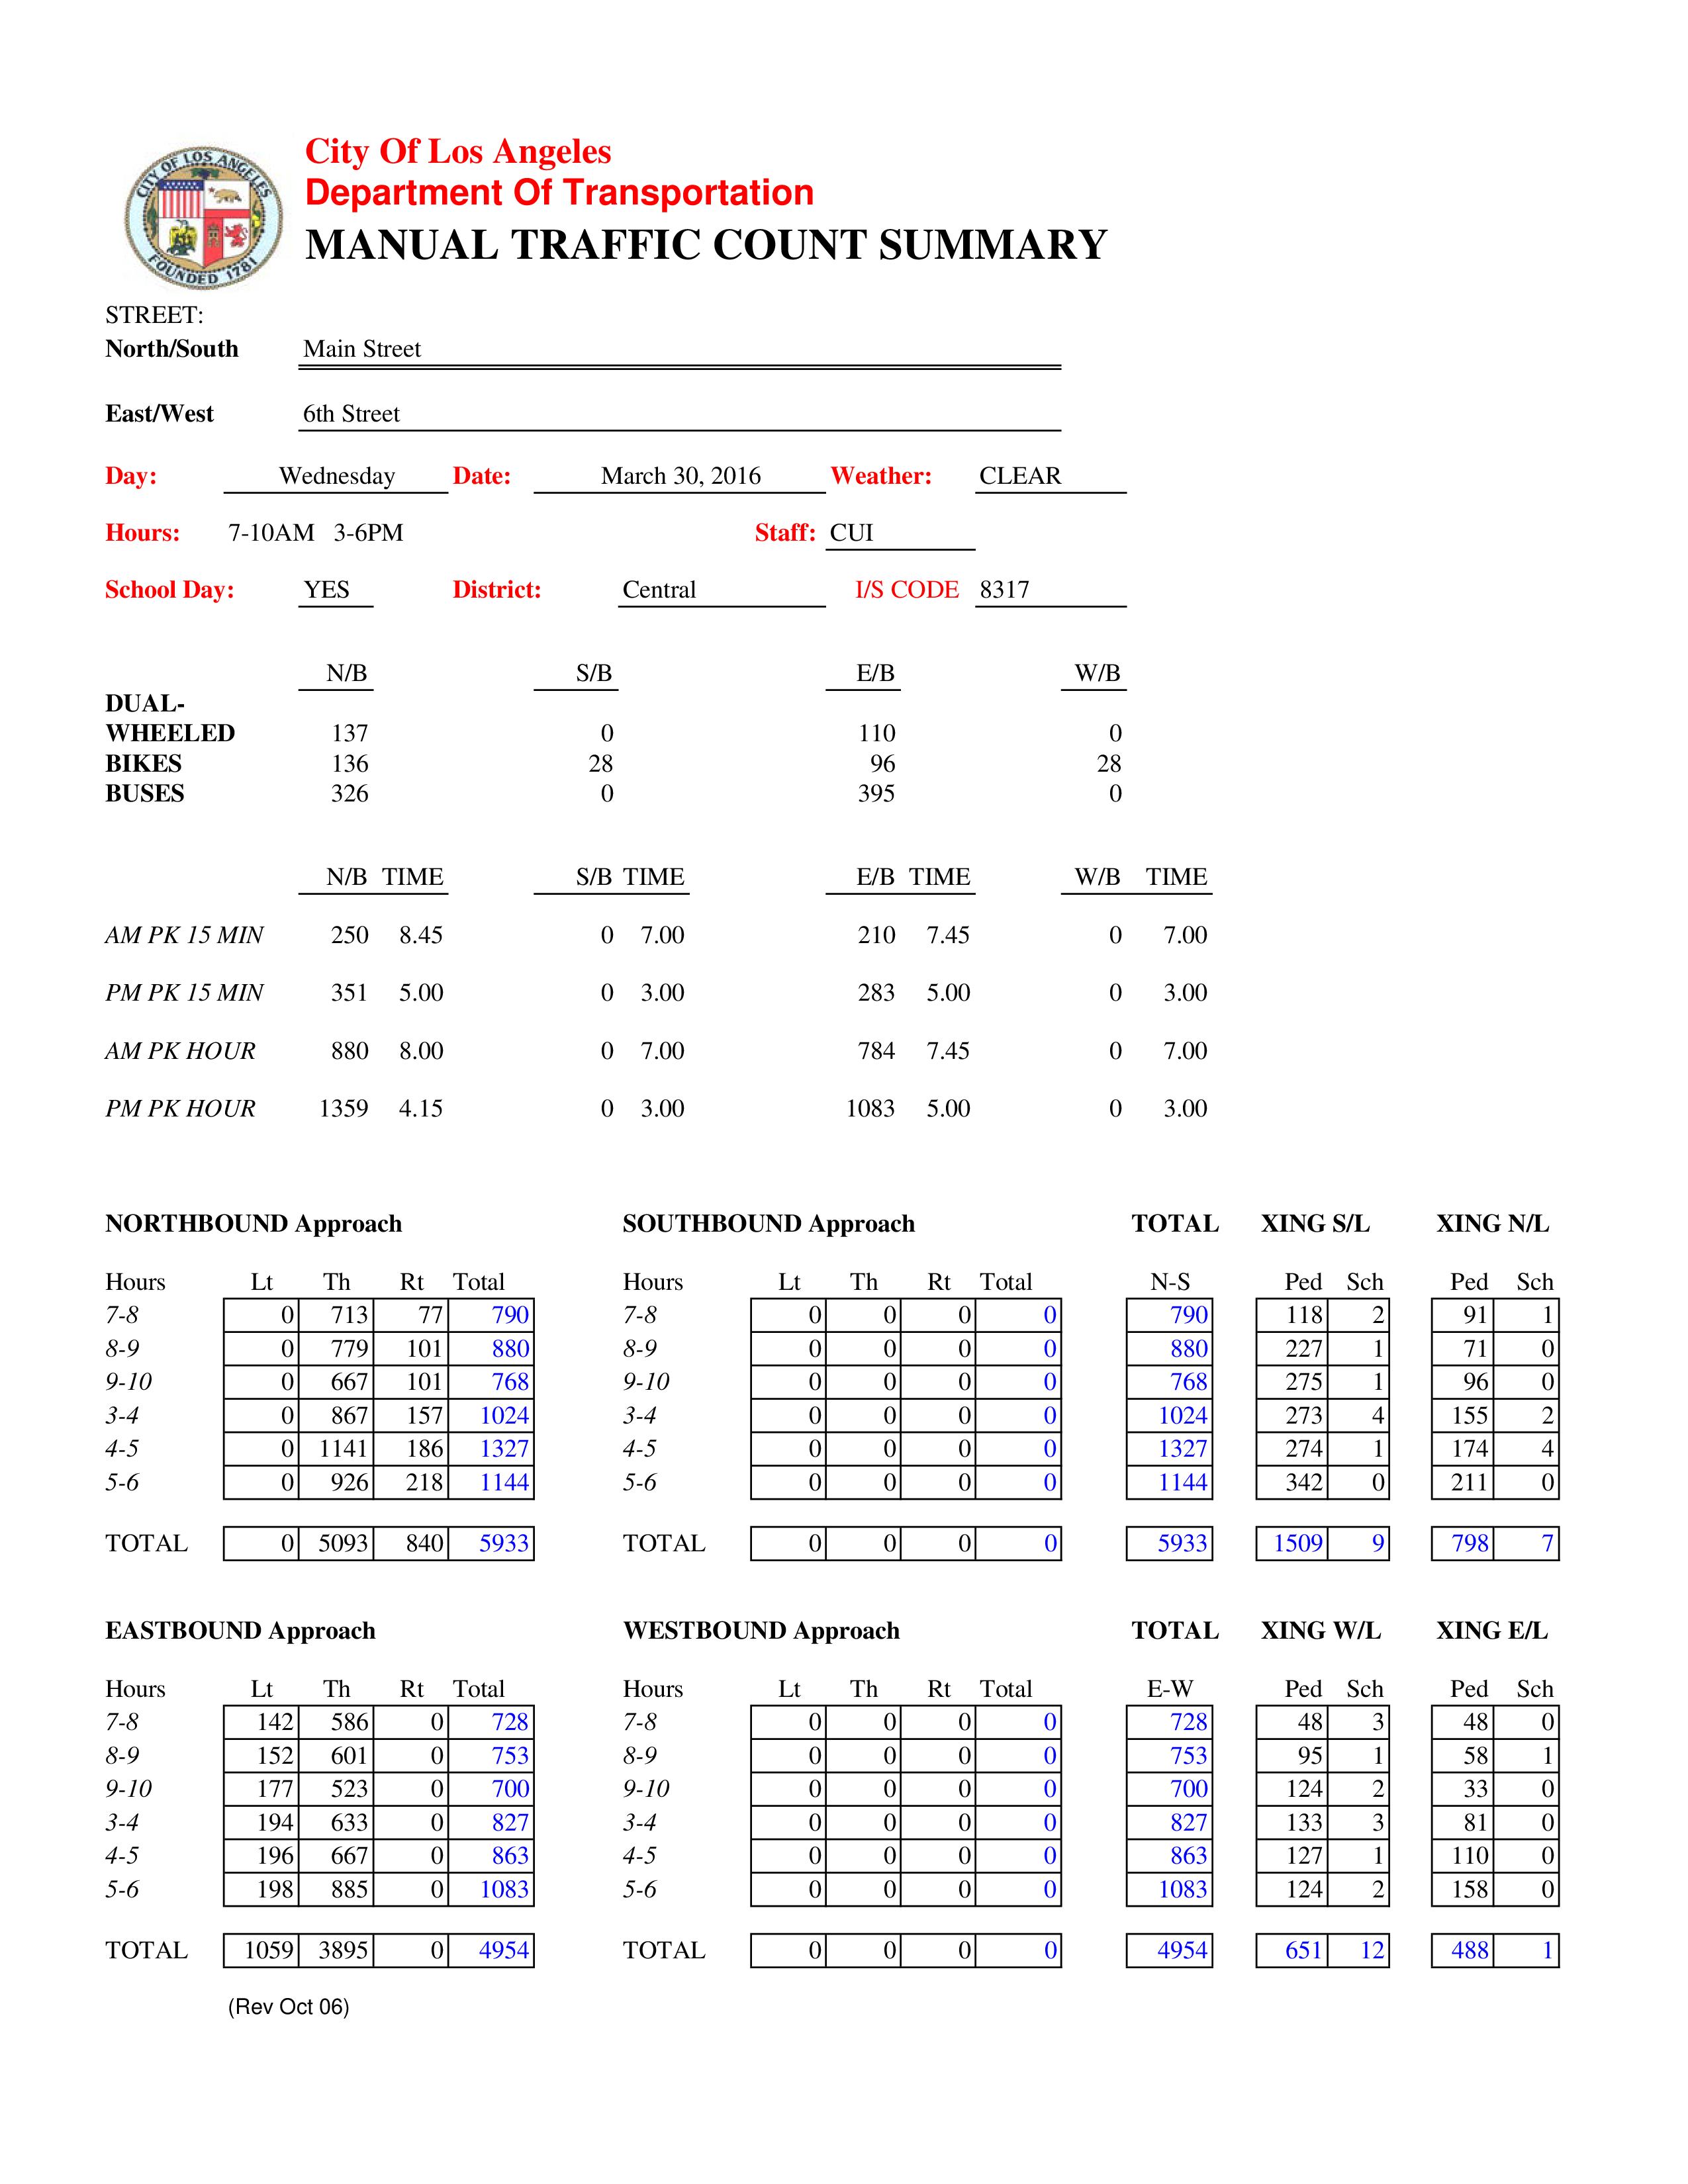 CITY OF LOS ANGELES
FOUNDED 1781
City Of Los Angeles
Department Of Transportation
MANUAL TRAFFIC COUNT SUMMARY
STREET:
North/South Main Street
East/West 6th Street
Day: Wednesday Date: March 30, 2016 Weather: CLEAR
Hours: 7-10AM 3-6PM Staff: CUI
School Day: YES District: Central I/S CODE 8317
N/B S/B E/B W/B
DUAL-
WHEELED 137 0 110 0
BIKES 136 28 96 28
BUSES 326 0 395 0
N/B TIME S/B TIME E/B TIME W/B TIME
AM PK 15 MIN 250 8.45 0 7.00 210 7.45 0 7.00
PM PK 15 MIN 351 5.00 0 3.00 283 5.00 0 3.00
AM PK HOUR 880 8.00 0 7.00 784 7.45 0 7.00
PM PK HOUR 1359 4.15 0 3.00 1083 5.00 0 3.00
NORTHBOUND Approach SOUTHBOUND Approach TOTAL XING S/L XING N/L
Hours Lt Th Rt Total Hours Lt Th Rt Total N-S Ped Sch Ped Sch
7-8 0 713 77 790 7-8 0 0 0 0 790 118 2 91 1
8-9 0 779 101 880 8-9 0 0 0 0 880 227 1 71 0
9-10 0 667 101 768 9-10 0 0 0 0 768 275 1 96 0
3-4 0 867 157 1024 3-4 0 0 0 0 1024 273 4 155 2
4-5 0 1141 186 1327 4-5 0 0 0 0 1327 274 1 174 4
5-6 0 926 218 1144 5-6 0 0 0 0 1144 342 0 211 0
TOTAL 0 5093 840 5933 TOTAL 0 0 0 0 5933 1509 9 798 7
EASTBOUND Approach WESTBOUND Approach TOTAL XING W/L XING E/L
Hours Lt Th Rt Total Hours Lt Th Rt Total E-W Ped Sch Ped Sch
7-8 142 586 0 728 7-8 0 0 0 0 728 48 3 48 0
8-9 152 601 0 753 8-9 0 0 0 0 753 95 1 58 1
9-10 177 523 0 700 9-10 0 0 0 0 700 124 2 33 0
3-4 194 633 0 827 3-4 0 0 0 0 827 133 3 81 0
4-5 196 667 0 863 4-5 0 0 0 0 863 127 1 110 0
5-6 198 885 0 1083 5-6 0 0 0 0 1083 124 2 158 0
TOTAL 1059 3895 0 4954 TOTAL 0 0 0 0 4954 651 12 488 1
(Rev Oct 06)